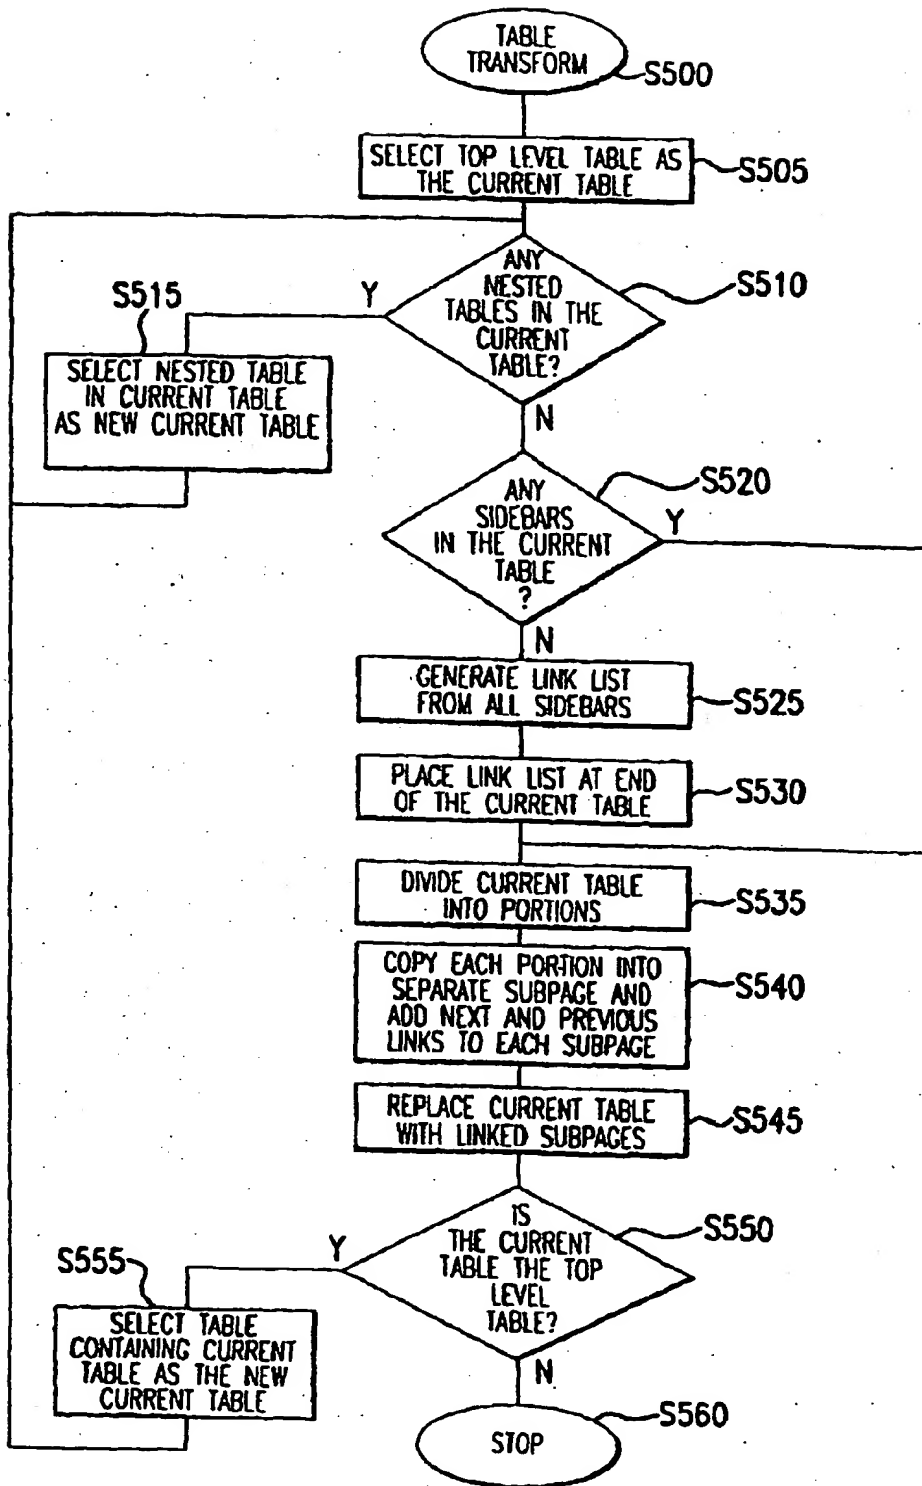 TABLE
TRANSFORM
S500
SELECT TOP LEVEL TABLE AS
THE CURRENT TABLE
S505
ANY
NESTED
TABLES IN THE
CURRENT
TABLE?
S510
Y
S515
SELECT NESTED TABLE
IN CURRENT TABLE
AS NEW CURRENT TABLE
N
ANY
SIDEBARS
IN THE CURRENT
TABLE
?
S520
Y
N
GENERATE LINK LIST
FROM ALL SIDEBARS
S525
PLACE LINK LIST AT END
OF THE CURRENT TABLE
S530
DIVIDE CURRENT TABLE
INTO PORTIONS
S535
COPY EACH PORTION INTO
SEPARATE SUBPAGE AND
ADD NEXT AND PREVIOUS
LINKS TO EACH SUBPAGE
S540
REPLACE CURRENT TABLE
WITH LINKED SUBPAGES
S545
IS
THE CURRENT
TABLE THE TOP
LEVEL
TABLE?
S550
Y
S555
SELECT TABLE
CONTAINING CURRENT
TABLE AS THE NEW
CURRENT TABLE
N
STOP
S560